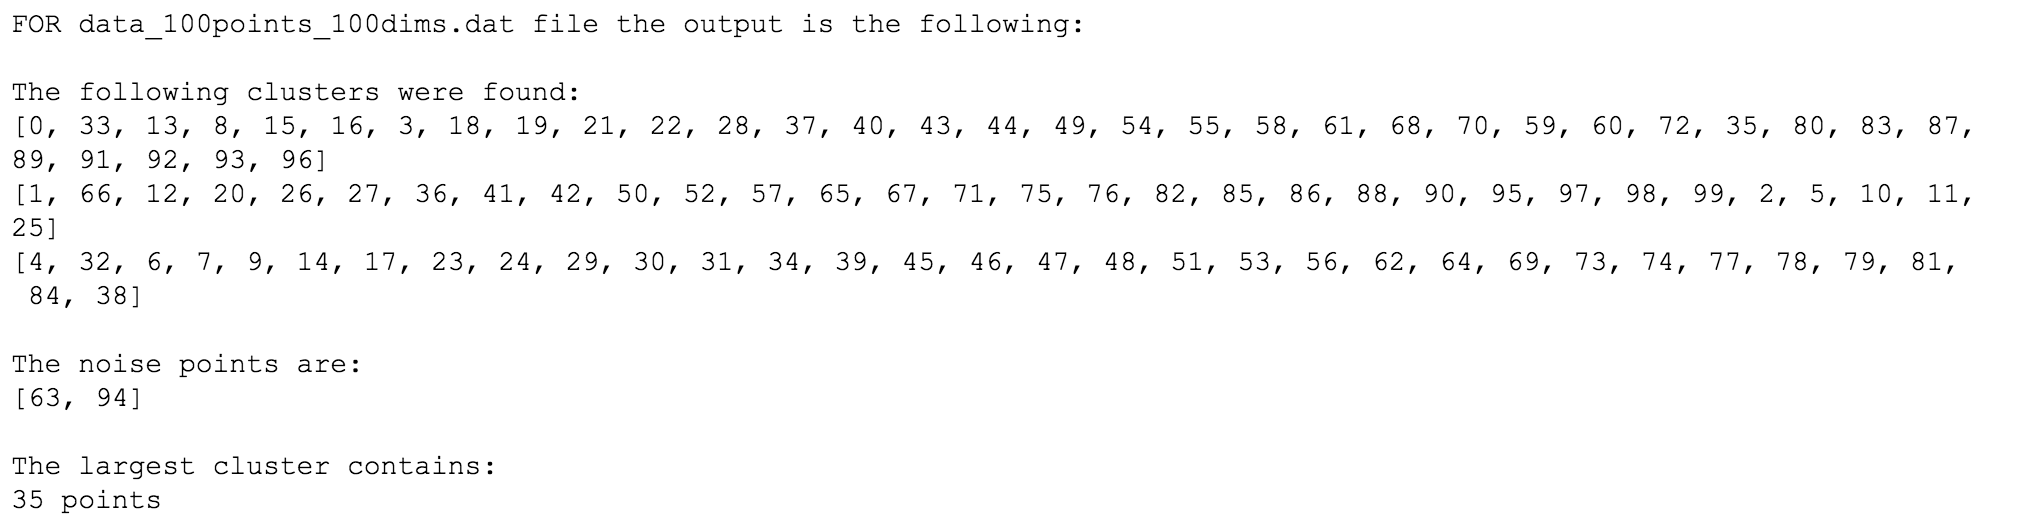 FOR data_100points_100dims.dat file the output is the following:
The following clusters were found:
[0, 33, 13, 8, 15, 16, 3, 18, 19, 21, 22, 28, 37, 40, 43, 44, 49, 54, 55, 58, 61, 68, 70, 59, 60, 72, 35, 80, 83, 87,
89, 91, 92, 93, 96]
[1, 66, 12, 20, 26, 27, 36, 41, 42, 50, 52, 57, 65, 67, 71, 75, 76, 82, 85, 86, 88, 90, 95, 97, 98, 99, 2, 5, 10, 11,
25]
[4, 32, 6, 7, 9, 14, 17, 23, 24, 29, 30, 31, 34, 39, 45, 46, 47, 48, 51, 53, 56, 62, 64, 69, 73, 74, 77, 78, 79, 81,
84, 38]
The noise points are:
[63, 94]
The largest cluster contains:
35 points